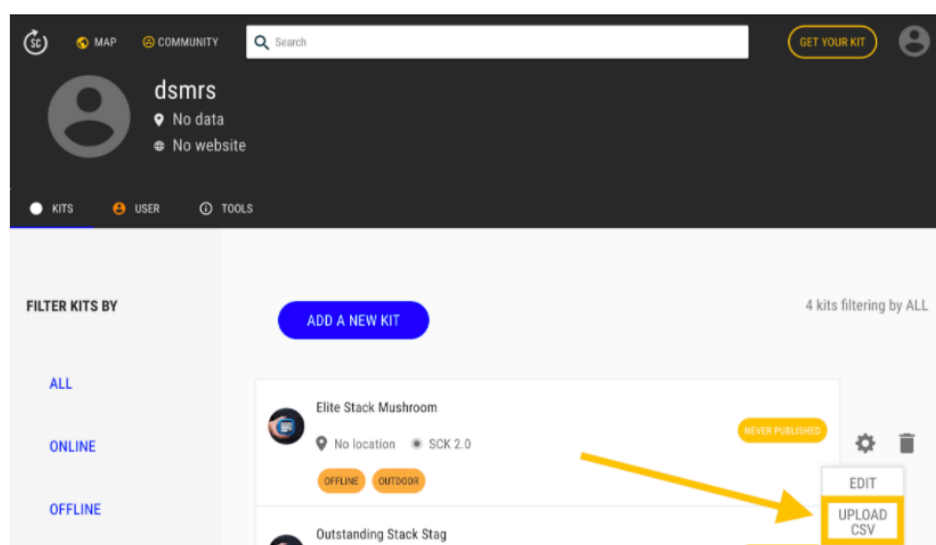 SC
MAP
COMMUNITY
Search
GET YOUR KIT
dsmrs
No data
No website
KITS
USER
TOOLS
FILTER KITS BY
ADD A NEW KIT
4 kits filtering by ALL
ALL
ONLINE
OFFLINE
Elite Stack Mushroom
No location
SCK 2.0
NEVER PUBLISHED
OFFLINE
OUTDOOR
EDIT
UPLOAD
CSV
Outstanding Stack Stag